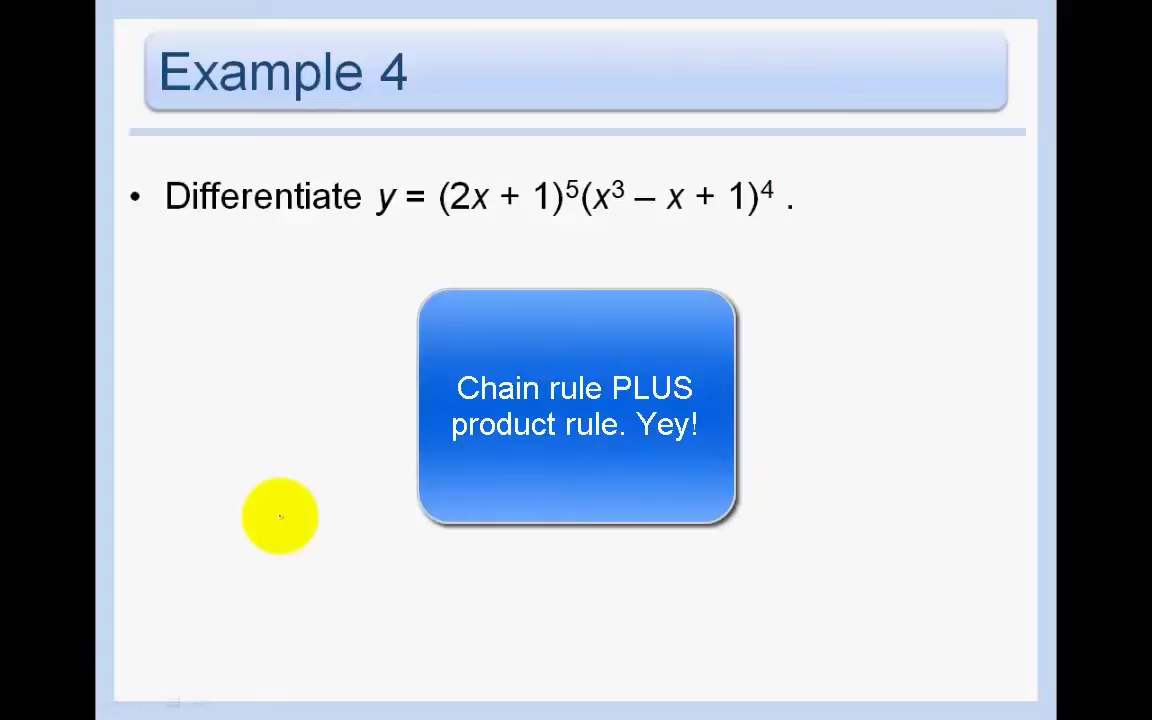 Example 4
• Differentiate y = (2x + 1)⁵(x³ – x + 1)⁴ .
Chain rule PLUS
product rule. Yey!